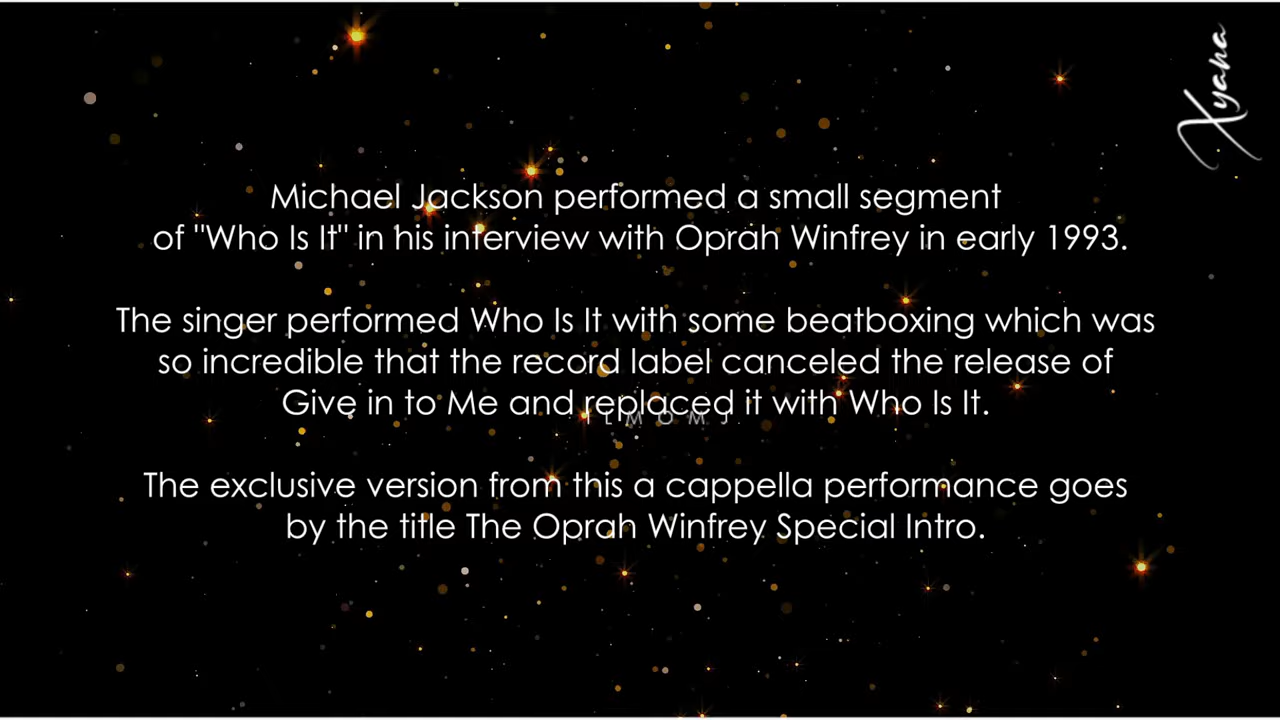 Xyana
Michael Jackson performed a small segment
of "Who Is It" in his interview with Oprah Winfrey in early 1993.
The singer performed Who Is It with some beatboxing which was
so incredible that the record label canceled the release of
Give in to Me and replaced it with Who Is It.
I L M O M J
The exclusive version from this a cappella performance goes
by the title The Oprah Winfrey Special Intro.